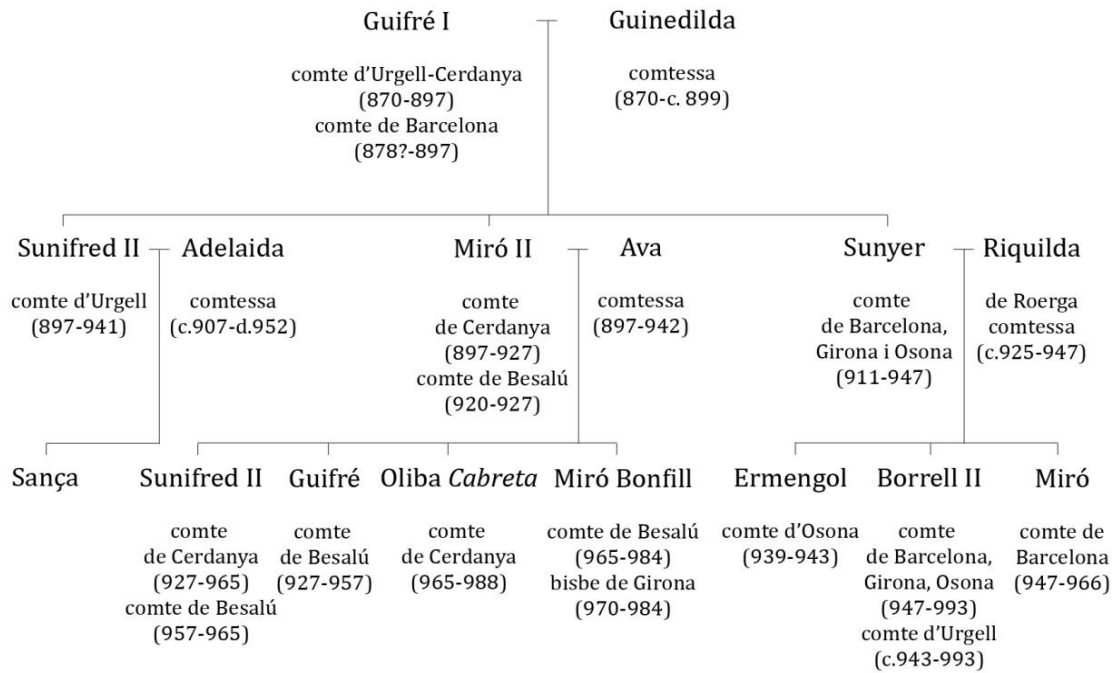 Guifré I
comte d’Urgell-Cerdanya
(870-897)
comte de Barcelona
(878?-897)
Guinedilda
comtessa
(870-c. 899)
Sunifred II
comte d’Urgell
(897-941)
Adelaida
comtessa
(c.907-d.952)
Miró II
comte
de Cerdanya
(897-927)
comte de Besalú
(920-927)
Ava
comtessa
(897-942)
Sunyer
comte
de Barcelona,
Girona i Osona
(911-947)
Riquilda
de Roerga
comtessa
(c.925-947)
Sança
Sunifred II
comte
de Cerdanya
(927-965)
comte de Besalú
(957-965)
Guifré
comte
de Besalú
(927-957)
Oliba Cabreta
comte
de Cerdanya
(965-988)
Miró Bonfill
comte de Besalú
(965-984)
bisbe de Girona
(970-984)
Ermengol
comte d’Osona
(939-943)
Borrell II
comte
de Barcelona,
Girona, Osona
(947-993)
comte d’Urgell
(c.943-993)
Miró
comte de
Barcelona
(947-966)